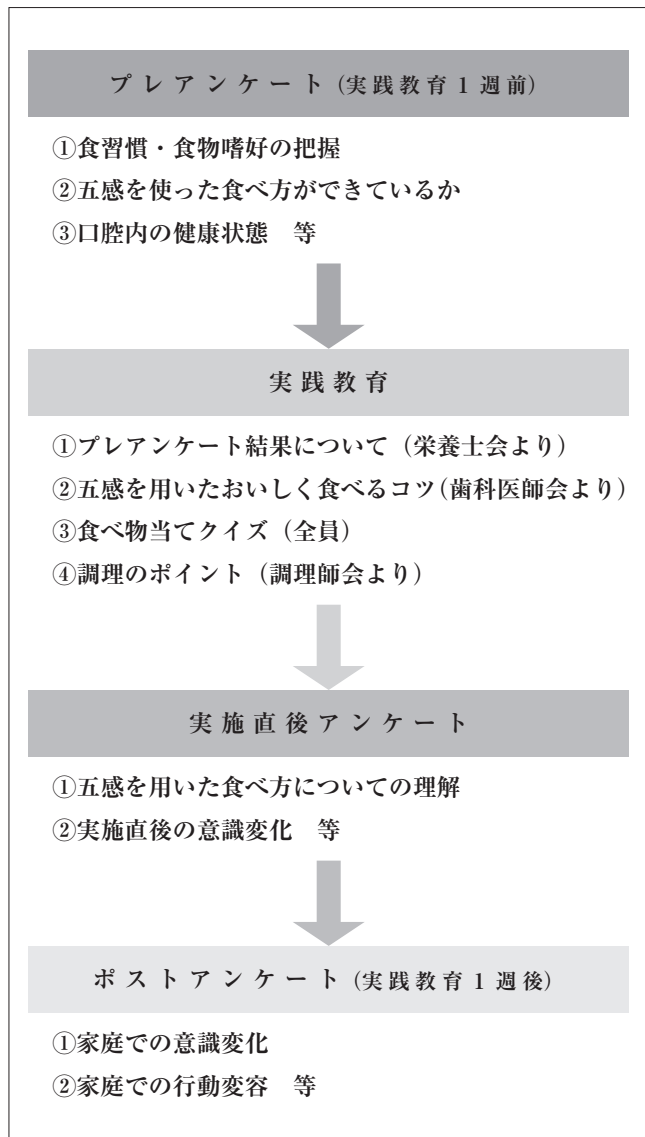 プレアンケート(実践教育1週前)
①食習慣・食物嗜好の把握
②五感を使った食べ方ができているか
③口腔内の健康状態　等
実践教育
①プレアンケート結果について（栄養士会より）
②五感を用いたおいしく食べるコツ(歯科医師会より)
③食べ物当てクイズ（全員）
④調理のポイント（調理師会より）
実施直後アンケート
①五感を用いた食べ方についての理解
②実施直後の意識変化　等
ポストアンケート(実践教育1週後)
①家庭での意識変化
②家庭での行動変容　等